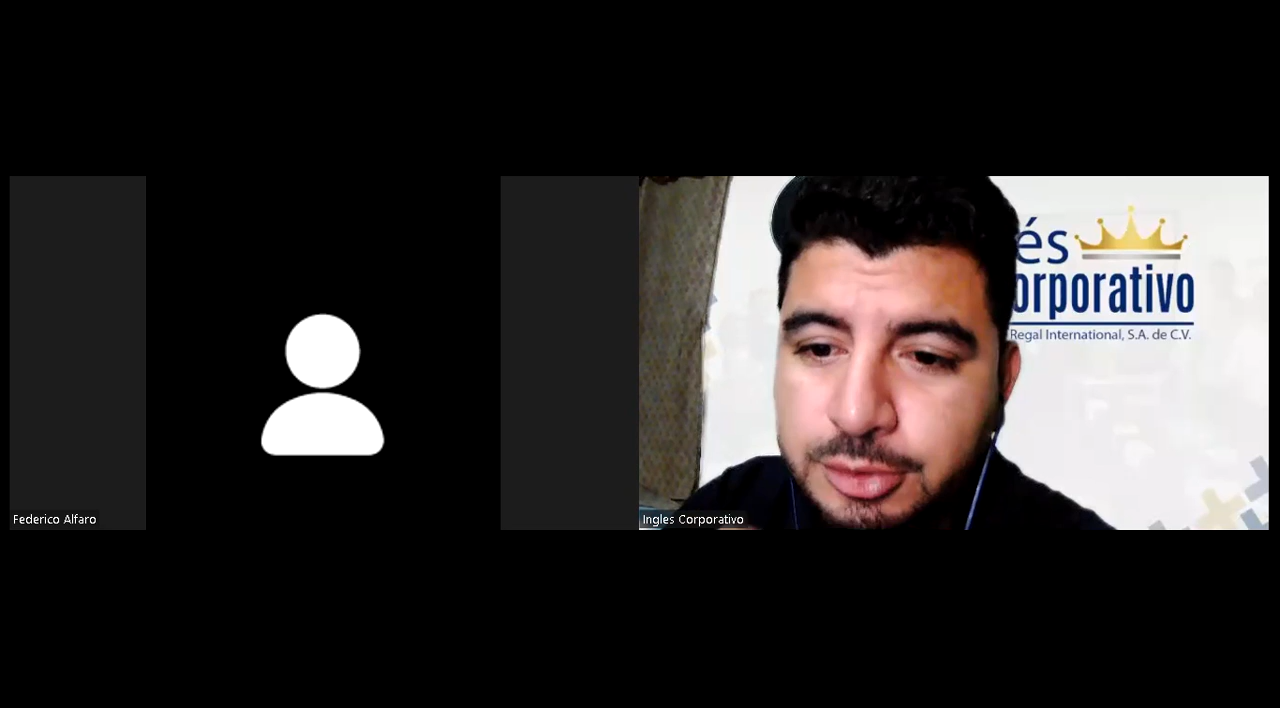 és
orporativo
Regal International, S.A. de C.V.
Federico Alfaro
Ingles Corporativo